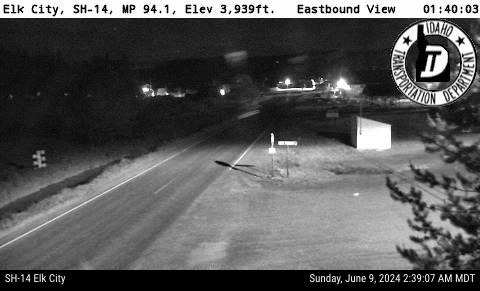 Elk City, SH-14, MP 94.1, Elev 3,939ft. Eastbound View 01:40:03
IDAHO
TRANSPORTATION DEPARTMENT
SH-14 Elk City Sunday, June 9, 2024 2:39:07 AM MDT